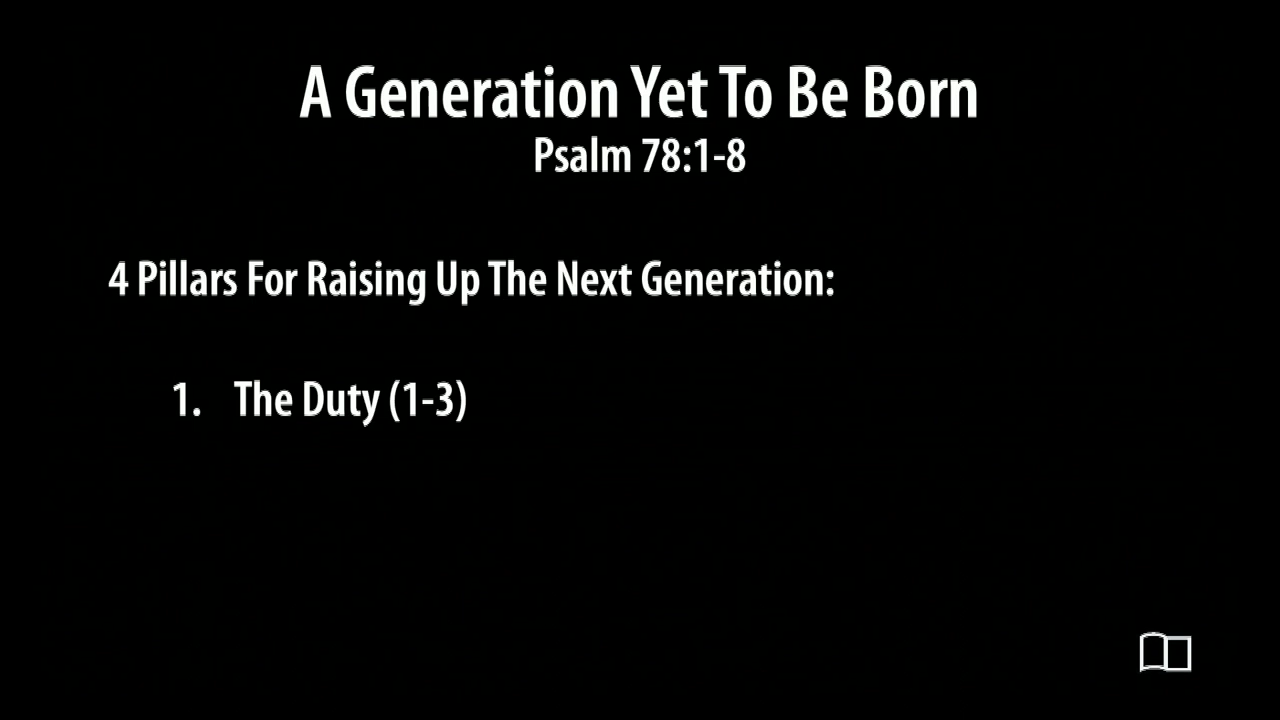 A Generation Yet To Be Born
Psalm 78:1-8
4 Pillars For Raising Up The Next Generation:
1. The Duty (1-3)